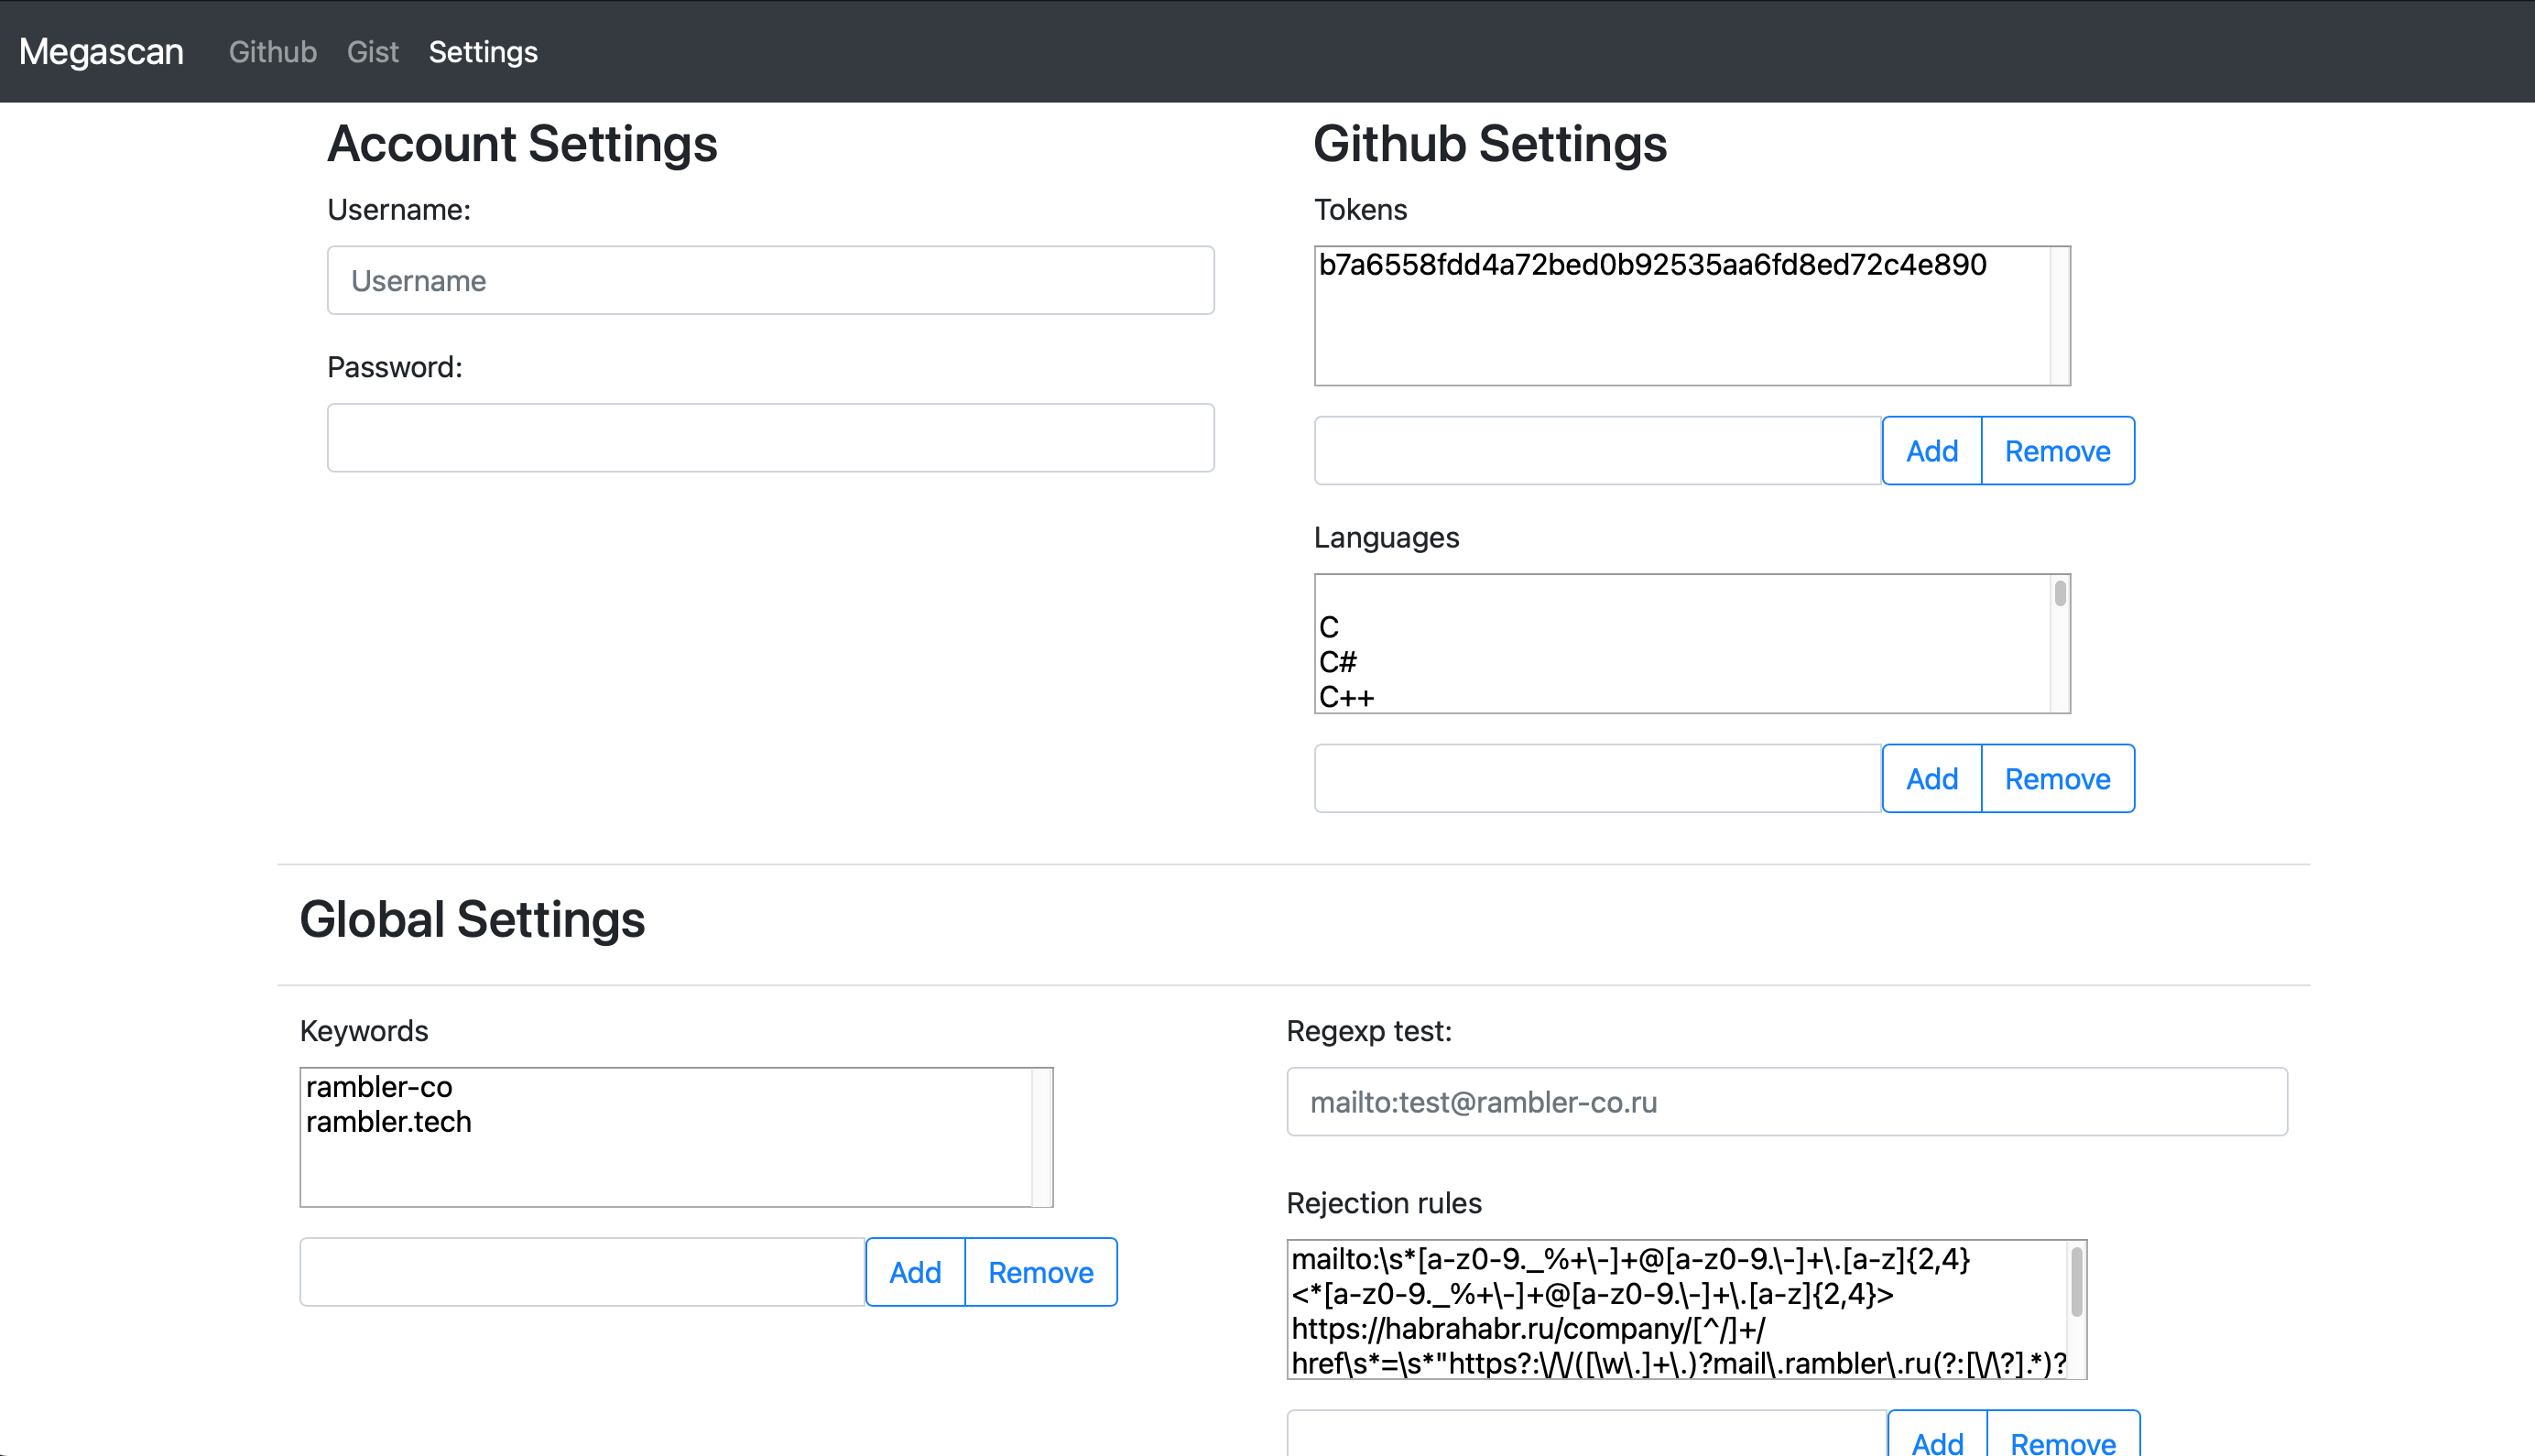 Megascan Github Gist Settings
Account Settings
Username:
Username
Password:
Github Settings
Tokens
b7a6558fdd4a72bed0b92535aa6fd8ed72c4e890
Add Remove
Languages
C
C#
C++
Add Remove
Global Settings
Keywords
rambler-co
rambler.tech
Add Remove
Regexp test:
mailto:test@rambler-co.ru
Rejection rules
mailto:\s*[a-z0-9._%+\-]+@[a-z0-9.\-]+\.[a-z]{2,4}
<*[a-z0-9._%+\-]+@[a-z0-9.\-]+\.[a-z]{2,4}>
https://habrahabr.ru/company/[^/]+/
href\s*=\s*"https?:\/\/([\w\.]+\.)?mail\.rambler\.ru(?:[\/\?].*)?
Add Remove